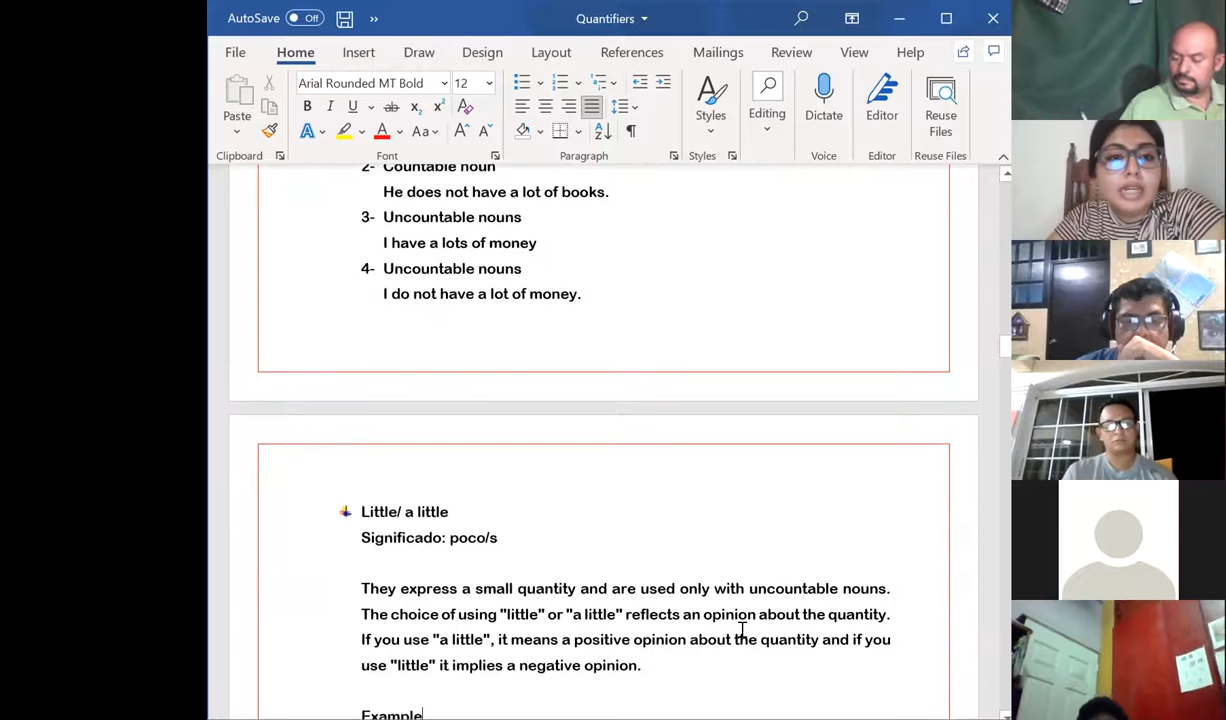 AutoSave Off Quantifiers
File Home Insert Draw Design Layout References Mailings Review View Help
Arial Rounded MT Bold 12
Paste Styles Editing Dictate Editor Reuse Files
B I U ab x₂ x² A
A A Aa A A
Clipboard Font Paragraph Styles Voice Editor Reuse Files
2- Countable noun
He does not have a lot of books.
3- Uncountable nouns
I have a lots of money
4- Uncountable nouns
I do not have a lot of money.
Little/ a little
Significado: poco/s
They express a small quantity and are used only with uncountable nouns.
The choice of using "little" or "a little" reflects an opinion about the quantity.
If you use "a little", it means a positive opinion about the quantity and if you
use "little" it implies a negative opinion.
Example